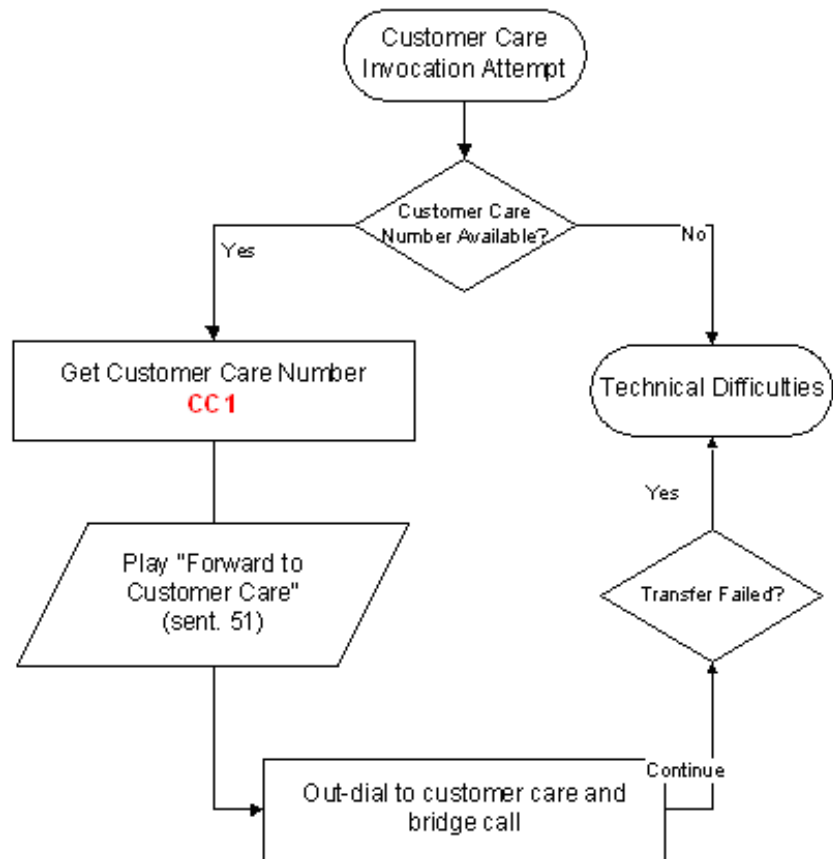 Customer Care
Invocation Attempt
Customer Care
Number Available?
Yes
No
Get Customer Care Number
CC1
Technical Difficulties
Yes
Play "Forward to
Customer Care"
(sent. 51)
Transfer Failed?
Continue
Out-dial to customer care and
bridge call